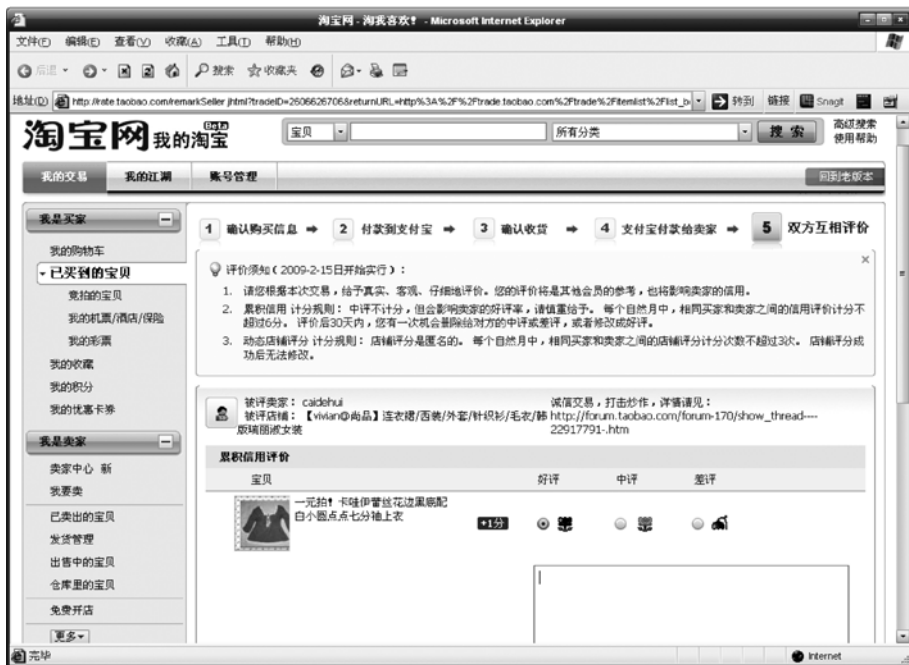 淘宝网 - 淘我喜欢! - Microsoft Internet Explorer
文件(F) 编辑(E) 查看(V) 收藏(A) 工具(T) 帮助(H)
后退 搜索 收藏夹
地址(D) http://rate.taobao.com/remarkSeller.jhtml?tradeID=2606626706&returnURL=http%3A%2F%2Ftrade.taobao.com%2Ftrade%2Fitemlist%2Flist_b 转到 链接 SnagIt
淘宝网 我的淘宝 Beta 宝贝 所有分类 搜索 高级搜索
使用帮助
我的交易 我的江湖 账号管理 回到老版本
我是买家
我的购物车
已买到的宝贝
竞拍的宝贝
我的机票/酒店/保险
我的彩票
我的收藏
我的积分
我的优惠卡券
我是卖家
卖家中心 新
我要卖
已卖出的宝贝
发货管理
出售中的宝贝
仓库里的宝贝
免费开店
更多
1 确认购买信息 2 付款到支付宝 3 确认收货 4 支付宝付款给卖家 5 双方互相评价
评价须知(2009-2-15日开始实行):
1. 请您根据本次交易,给予真实、客观、仔细地评价。您的评价将是其他会员的参考,也将影响卖家的信用。
2. 累积信用 计分规则: 中评不计分,但会影响卖家的好评率,请慎重给予。 每个自然月中,相同买家和卖家之间的信用评价计分不
超过6分。 评价后30天内,您有一次机会删除给对方的中评或差评,或者修改成好评。
3. 动态店铺评分 计分规则: 店铺评分是匿名的。 每个自然月中,相同买家和卖家之间的店铺评分计分次数不超过3次。 店铺评分成
功后无法修改。
被评卖家: caidehui
被评店铺: 【vivian@尚品】连衣裙/西装/外套/针织衫/毛衣/韩
版瑞丽淑女装
诚信交易,打击炒作,详情请见:
http://forum.taobao.com/forum-170/show_thread----
22917791-.htm
累积信用评价
宝贝 好评 中评 差评
一元拍! 卡哇伊蕾丝花边黑底配
白小圆点点七分袖上衣
+1分
完毕 Internet